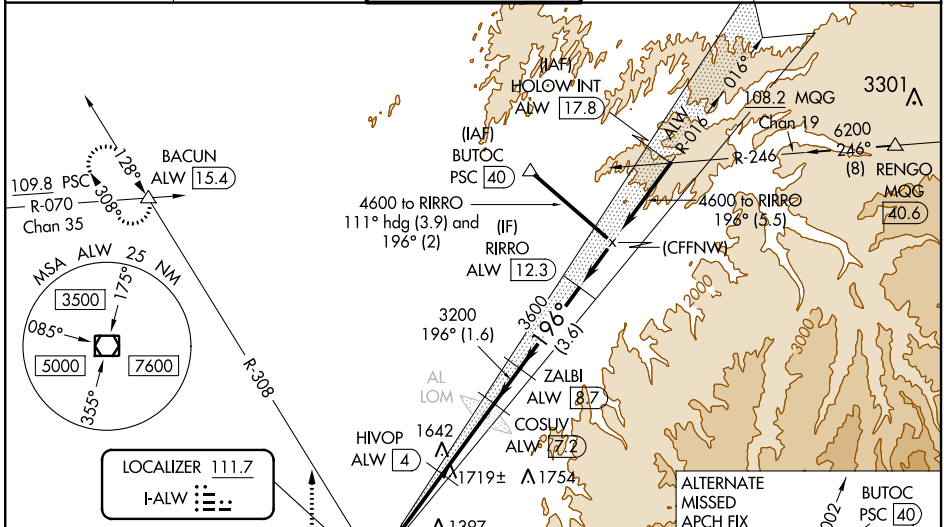 (IAF)
HOLOW INT
ALW 17.8
016°
ALW
R-016
108.2 MQG
Chan 19
3301
6200
246°
(8)
R-246
RENGO
MQG
40.6
(IAF)
BUTOC
PSC 40
128°
308°
BACUN
ALW 15.4
109.8 PSC
R-070
Chan 35
4600 to RIRRO
111° hdg (3.9) and
196° (2)
4600 to RIRRO
196° (5.5)
(IF)
RIRRO
ALW 12.3
(CFFNW)
MSA ALW 25 NM
3500
175°
085°
5000
7600
355°
R-308
3600
196°
(3.6)
2000
3000
3200
196° (1.6)
AL
LOM
ZALBI
ALW 8.7
COSUV
ALW 7.2
HIVOP
ALW 4
1642
1719±
1754
1397
LOCALIZER 111.7
I-ALW
ALTERNATE
MISSED
APCH FIX
002
BUTOC
PSC 40